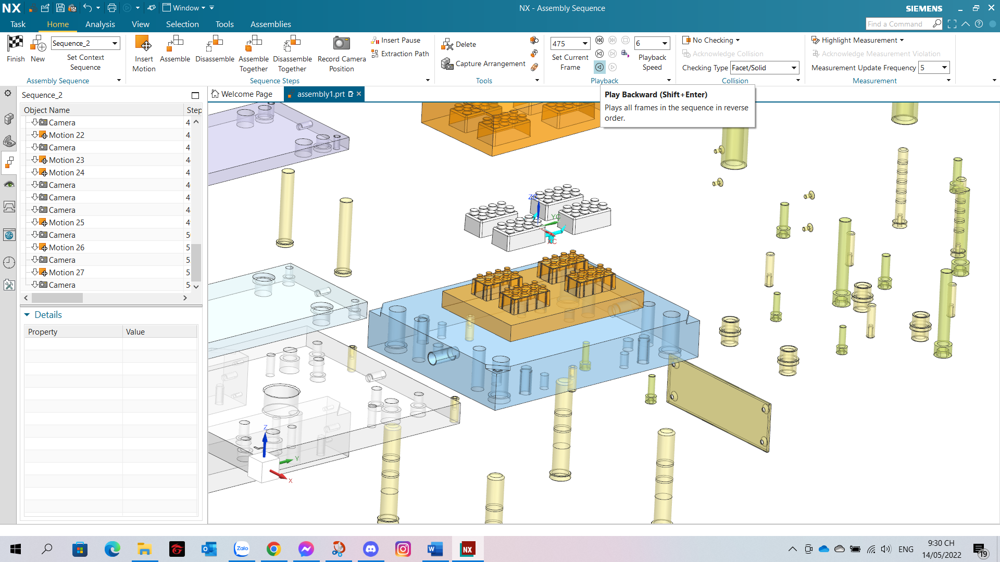 NX
Window
NX - Assembly Sequence
SIEMENS
Task
Home
Analysis
View
Selection
Tools
Assemblies
Find a Command
Finish
New
Sequence_2
Set Context
Sequence
Assembly Sequence
Insert
Motion
Assemble
Disassemble
Assemble
Together
Disassemble
Together
Record Camera
Position
Insert Pause
Extraction Path
Sequence Steps
Delete
Capture Arrangement
Tools
475
Set Current
Frame
6
Playback
Speed
Playback
No Checking
Acknowledge Collision
Checking Type
Facet/Solid
Collision
Highlight Measurement
Acknowledge Measurement Violation
Measurement Update Frequency
5
Measurement
Play Backward (Shift+Enter)
Plays all frames in the sequence in reverse
order.
Sequence_2
Welcome Page
assembly1.prt
Object Name
Step
Camera
4
Motion 22
4
Camera
4
Motion 23
4
Motion 24
4
Camera
4
Camera
4
Camera
4
Motion 25
4
Camera
5
Motion 26
5
Camera
5
Motion 27
5
Camera
5
Details
Property
Value
Z
Y
X
Zalo
W
NX
ENG
9:30 CH
14/05/2022
19